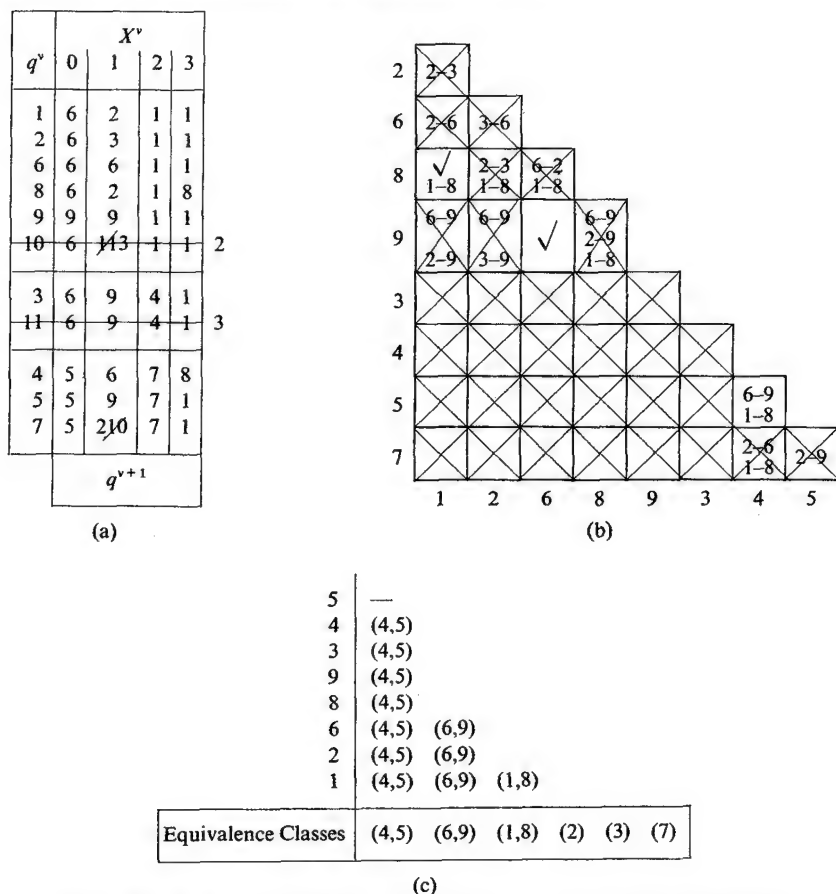 X^ν
q^ν 0 1 2 3
1 6 2 1 1
2 6 3 1 1
6 6 6 1 1
8 6 2 1 8
9 9 9 1 1
10 6 113 1 1 2
3 6 9 4 1
11 6 9 4 1 3
4 5 6 7 8
5 5 9 7 1
7 5 210 7 1
q^ν+1
(a)
2 2–3
6 2–6 3–6
8 ✓ 2–3 6–2
1–8 1–8 1–8
9 6–9 6–9 ✓ 6–9
2–9
2–9 3–9 1–8
3
4
5 6–9
1–8
7 2–6 2–9
1–8
1 2 6 8 9 3 4 5
(b)
5 —
4 (4,5)
3 (4,5)
9 (4,5)
8 (4,5)
6 (4,5) (6,9)
2 (4,5) (6,9)
1 (4,5) (6,9) (1,8)
Equivalence Classes (4,5) (6,9) (1,8) (2) (3) (7)
(c)